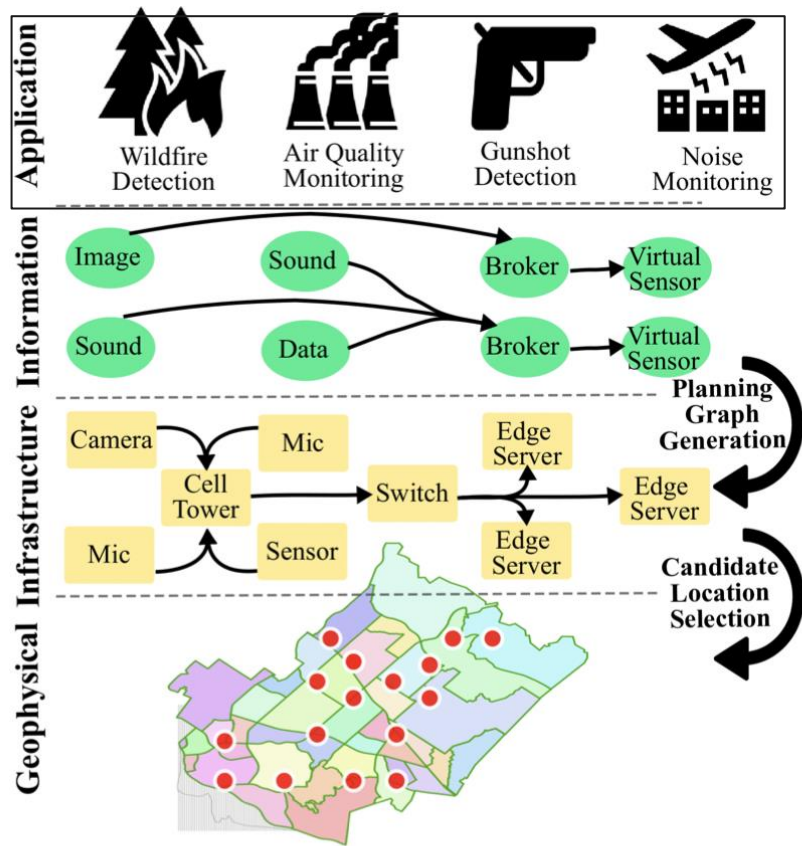 Application
Wildfire
Detection
Air Quality
Monitoring
Gunshot
Detection
Noise
Monitoring
Information
Image
Sound
Broker
Virtual
Sensor
Sound
Data
Broker
Virtual
Sensor
Planning
Graph
Generation
Infrastructure
Camera
Mic
Cell
Tower
Switch
Edge
Server
Edge
Server
Mic
Sensor
Edge
Server
Candidate
Location
Selection
Geophysical